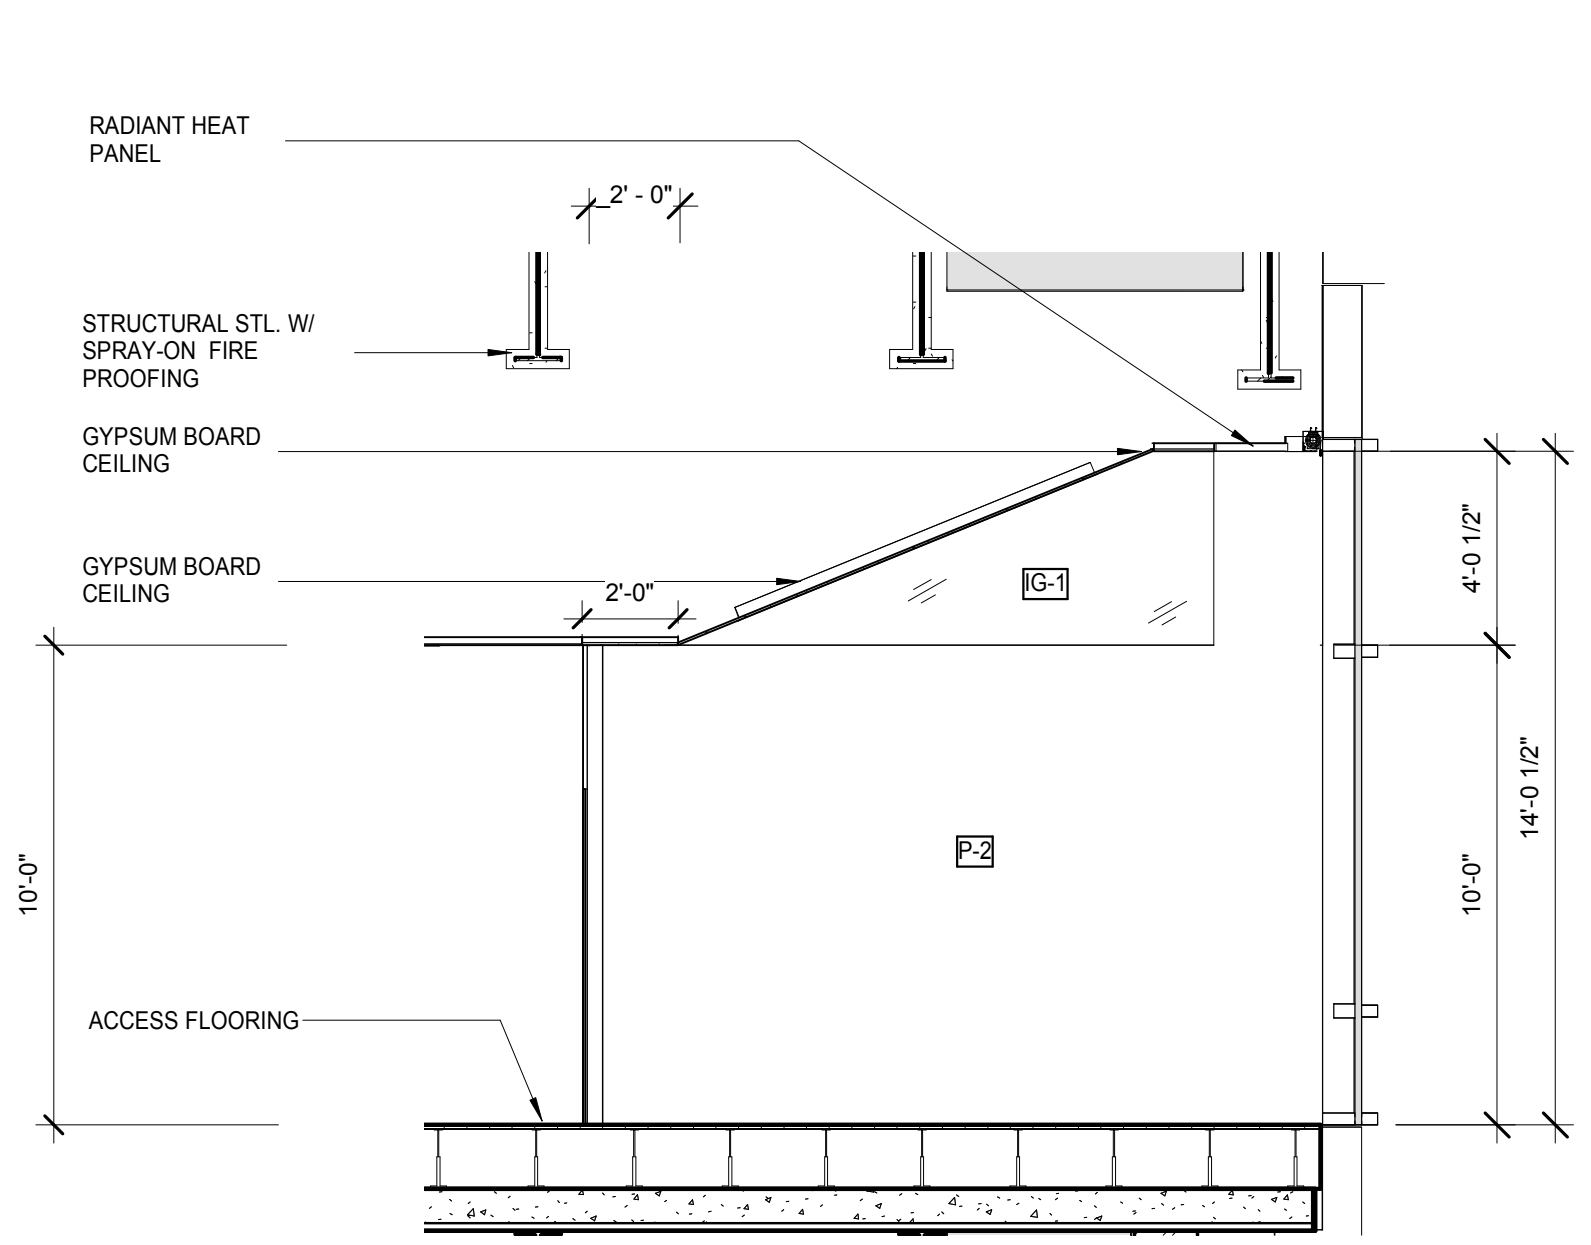 RADIANT HEAT
PANEL
2' - 0"
STRUCTURAL STL. W/
SPRAY-ON FIRE
PROOFING
GYPSUM BOARD
CEILING
GYPSUM BOARD
CEILING
2'-0"
IG-1
4'-0 1/2"
14'-0 1/2"
P-2
10'-0"
10'-0"
ACCESS FLOORING